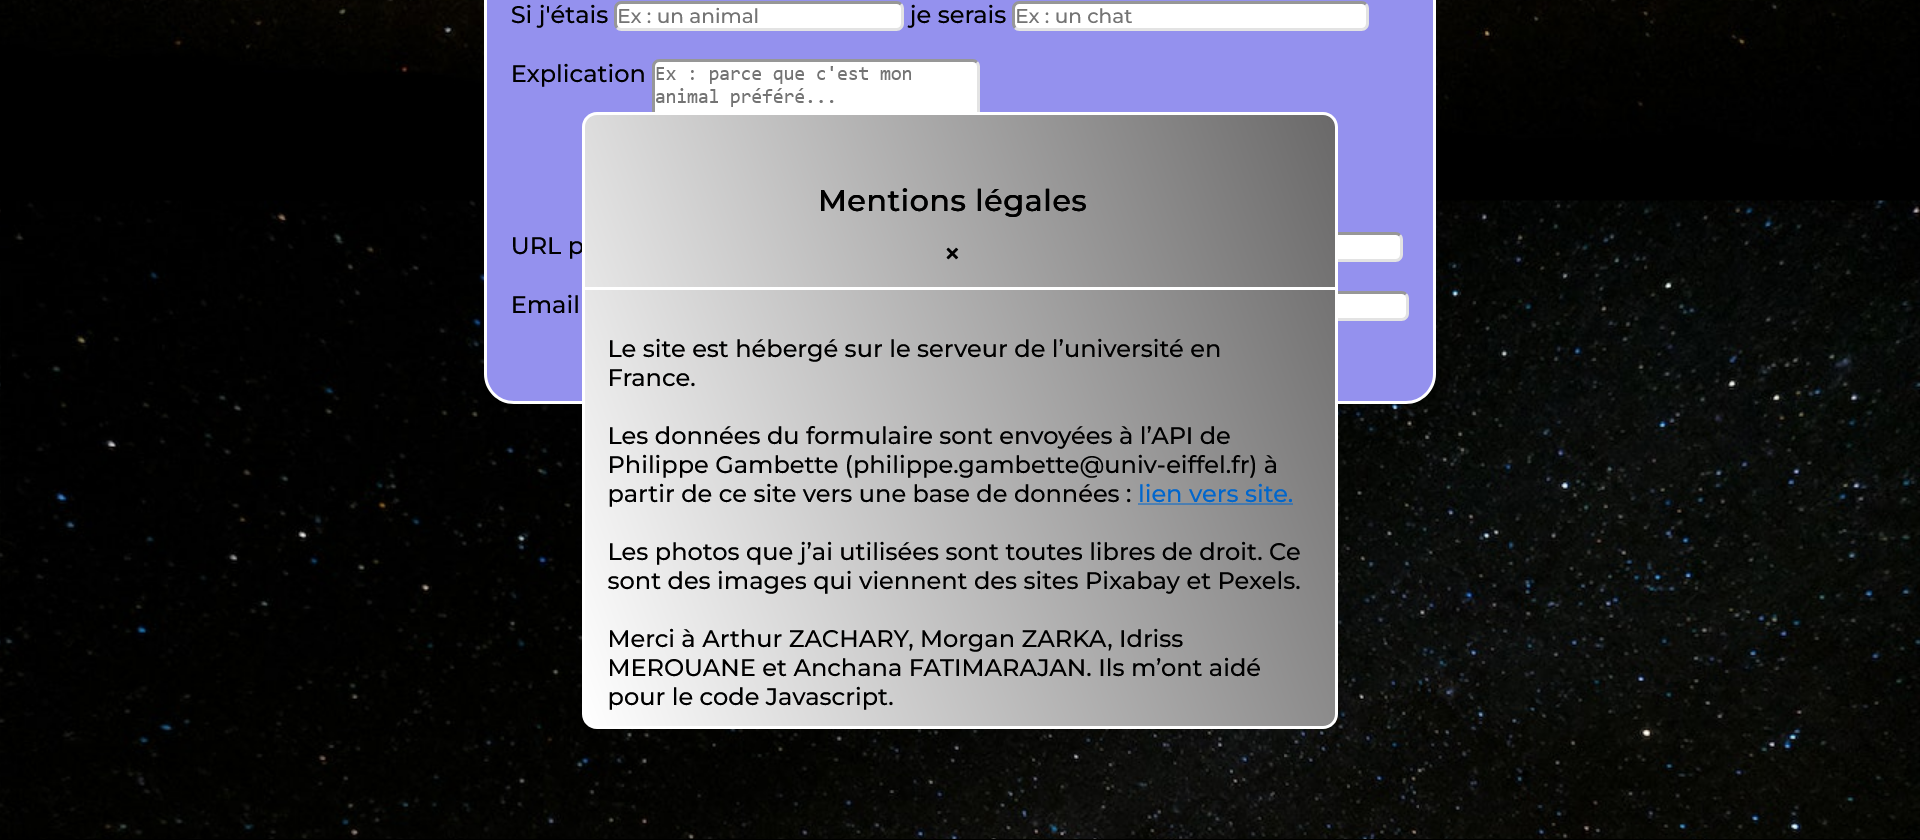 Si j'étais Ex : un animal je serais Ex : un chat
Explication Ex : parce que c'est mon
animal préféré...
Mentions légales
×
URL p
Email
Le site est hébergé sur le serveur de l’université en
France.
Les données du formulaire sont envoyées à l’API de
Philippe Gambette (philippe.gambette@univ-eiffel.fr) à
partir de ce site vers une base de données : lien vers site.
Les photos que j’ai utilisées sont toutes libres de droit. Ce
sont des images qui viennent des sites Pixabay et Pexels.
Merci à Arthur ZACHARY, Morgan ZARKA, Idriss
MEROUANE et Anchana FATIMARAJAN. Ils m’ont aidé
pour le code Javascript.